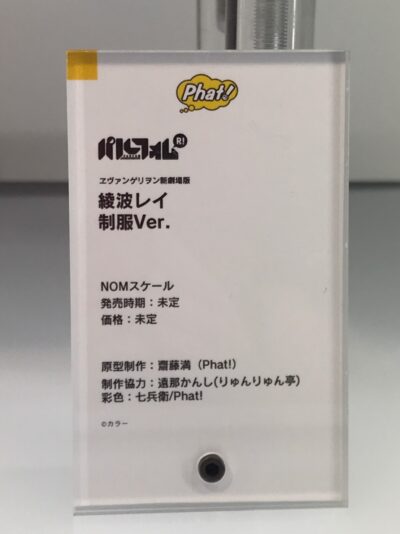 Phat!
パルフォム R!
ヱヴァンゲリヲン新劇場版
綾波レイ
制服Ver.
NOMスケール
発売時期：未定
価格：未定
原型制作：齋藤満（Phat!）
制作協力：遠那かんし(りゅんりゅん亭)
彩色：七兵衛/Phat!
©カラー